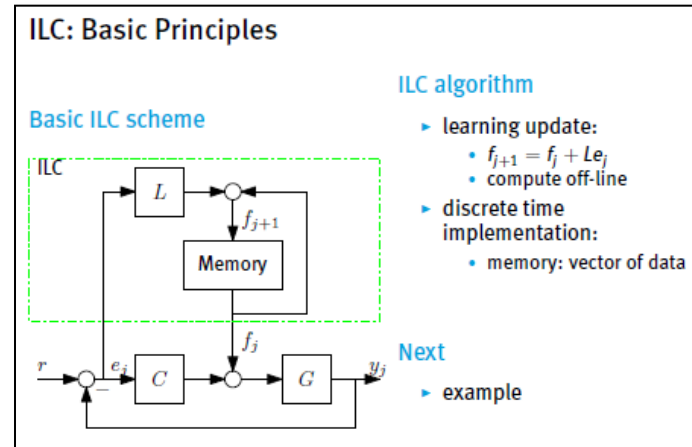 ILC: Basic Principles
Basic ILC scheme
ILC
L
f_{j+1}
Memory
f_j
r
e_j
−
C
G
y_j
ILC algorithm
► learning update:
• f_{j+1} = f_j + Le_j
• compute off-line
► discrete time
implementation:
• memory: vector of data
Next
► example